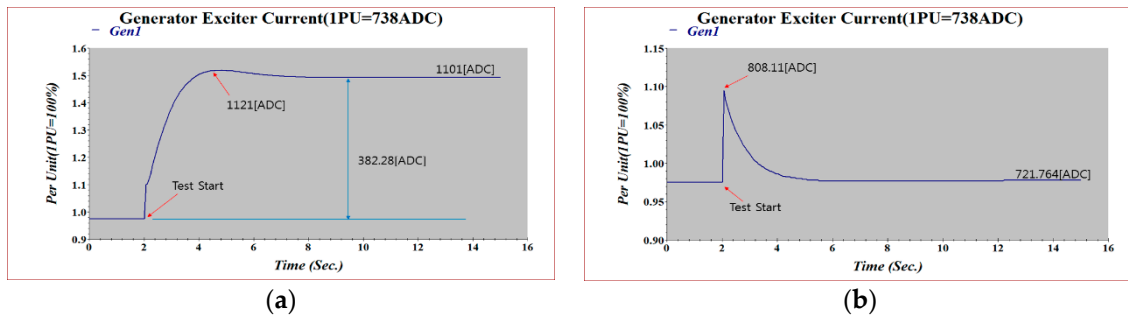 Generator Exciter Current(1PU=738ADC)
Gen1
Per Unit(1PU=100%)
1.6
1.5
1.4
1.3
1.2
1.1
1.0
0.9
1101[ADC]
1121[ADC]
382.28[ADC]
Test Start
0 2 4 6 8 10 12 14 16
Time (Sec.)
(a)
Generator Exciter Current(1PU=738ADC)
Gen1
Per Unit(1PU=100%)
1.15
1.10
1.05
1.00
0.95
0.90
808.11[ADC]
721.764[ADC]
Test Start
0 2 4 6 8 10 12 14 16
Time (Sec.)
(b)